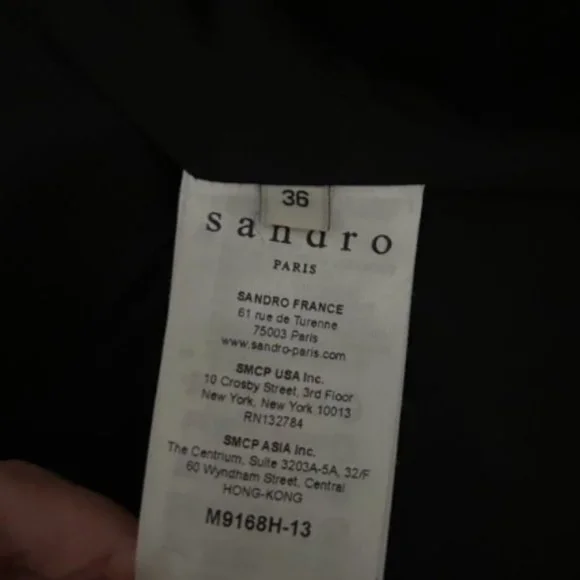 36
sandro
PARIS
SANDRO FRANCE
61 rue de Turenne
75003 Paris
www.sandro-paris.com
SMCP USA Inc.
10 Crosby Street, 3rd Floor
New York, New York 10013
RN132784
SMCP ASIA Inc.
The Centrium, Suite 3203A-5A, 32/F
60 Wyndham Street, Central
HONG-KONG
M9168H-13